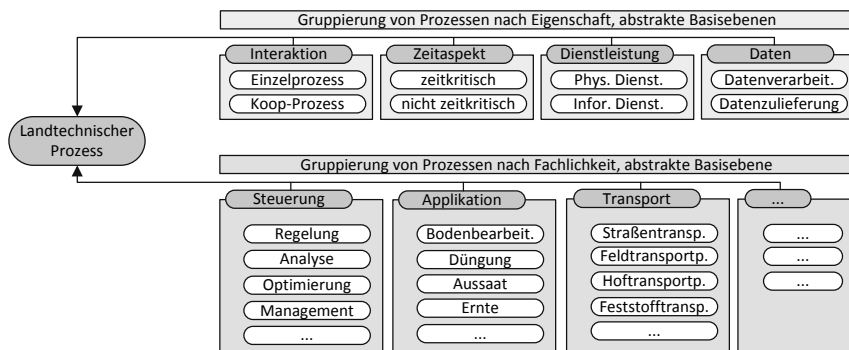 Gruppierung von Prozessen nach Eigenschaft, abstrakte Basisebenen
Interaktion
Einzelprozess
Koop-Prozess
Zeitaspekt
zeitkritisch
nicht zeitkritisch
Dienstleistung
Phys. Dienst.
Infor. Dienst.
Daten
Datenverarbeit.
Datenzulieferung
Landtechnischer
Prozess
Gruppierung von Prozessen nach Fachlichkeit, abstrakte Basisebene
Steuerung
Regelung
Analyse
Optimierung
Management
...
Applikation
Bodenbearbeit.
Düngung
Aussaat
Ernte
...
Transport
Straßentransp.
Feldtransportp.
Hoftransportp.
Feststofftransp.
...
...
...
...
...